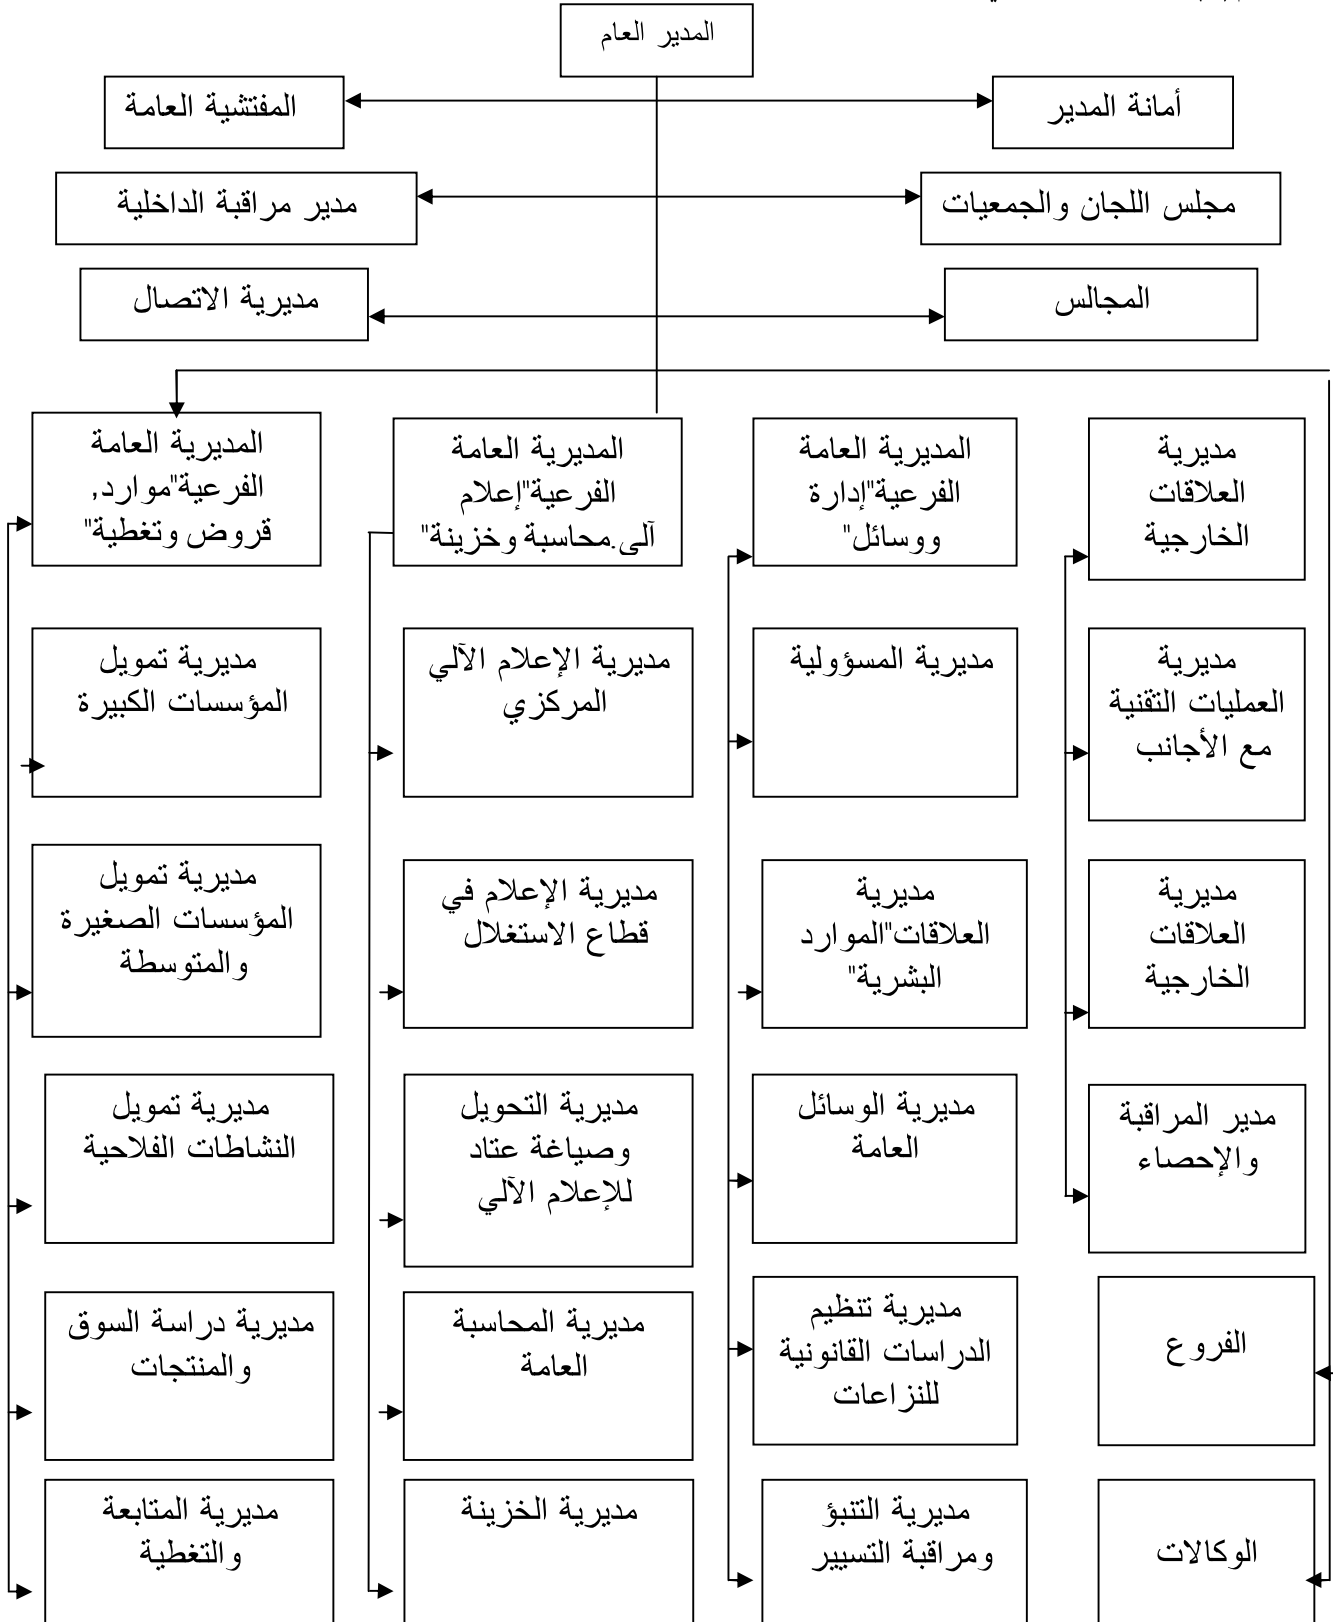 المدير العام
أمانة المدير
المفتشية العامة
مجلس اللجان والجمعيات
مدير مراقبة الداخلية
المجالس
مديرية الاتصال
مديرية
العلاقات
الخارجية
المديرية العامة
الفرعية"إدارة
ووسائل"
المديرية العامة
الفرعية"إعلام
آلى.محاسبة وخزينة"
المديرية العامة
الفرعية"موارد,
قروض وتغطية"
مديرية
العمليات التقنية
مع الأجانب
مديرية المسؤولية
مديرية الإعلام الآلي
المركزي
مديرية تمويل
المؤسسات الكبيرة
مديرية
العلاقات
الخارجية
مديرية
العلاقات"الموارد
البشرية"
مديرية الإعلام في
قطاع الاستغلال
مديرية تمويل
المؤسسات الصغيرة
والمتوسطة
مدير المراقبة
والإحصاء
مديرية الوسائل
العامة
مديرية التحويل
وصياغة عتاد
للإعلام الآلي
مديرية تمويل
النشاطات الفلاحية
الفروع
مديرية تنظيم
الدراسات القانونية
للنزاعات
مديرية المحاسبة
العامة
مديرية دراسة السوق
والمنتجات
الوكالات
مديرية التنبؤ
ومراقبة التسيير
مديرية الخزينة
مديرية المتابعة
والتغطية